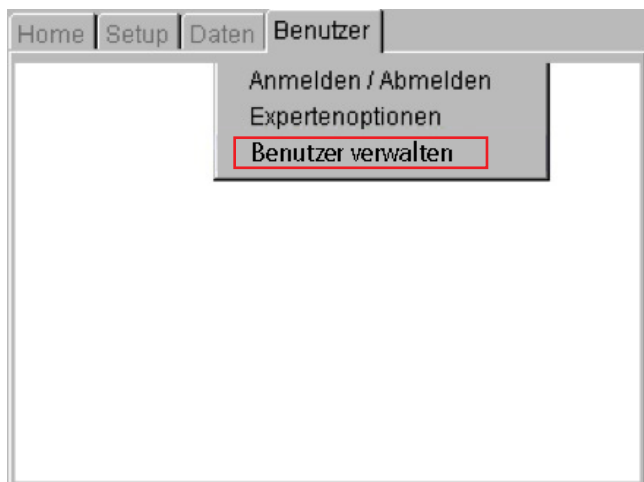 Home Setup Daten Benutzer
Anmelden / Abmelden
Expertenoptionen
Benutzer verwalten